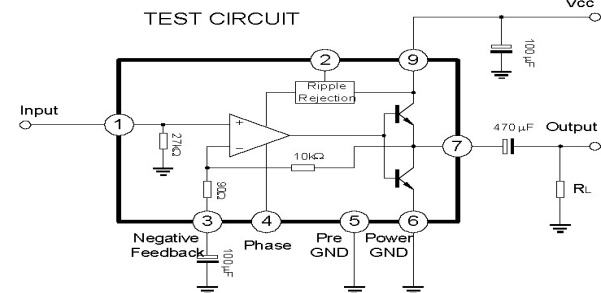 TEST CIRCUIT
Vcc
100μF
2
9
Ripple
Rejection
Input
1
+
27kΩ
−
10kΩ
7
470μF
Output
90Ω
RL
3
4
5
6
Negative
Feedback
100μF
Phase
Pre
GND
Power
GND